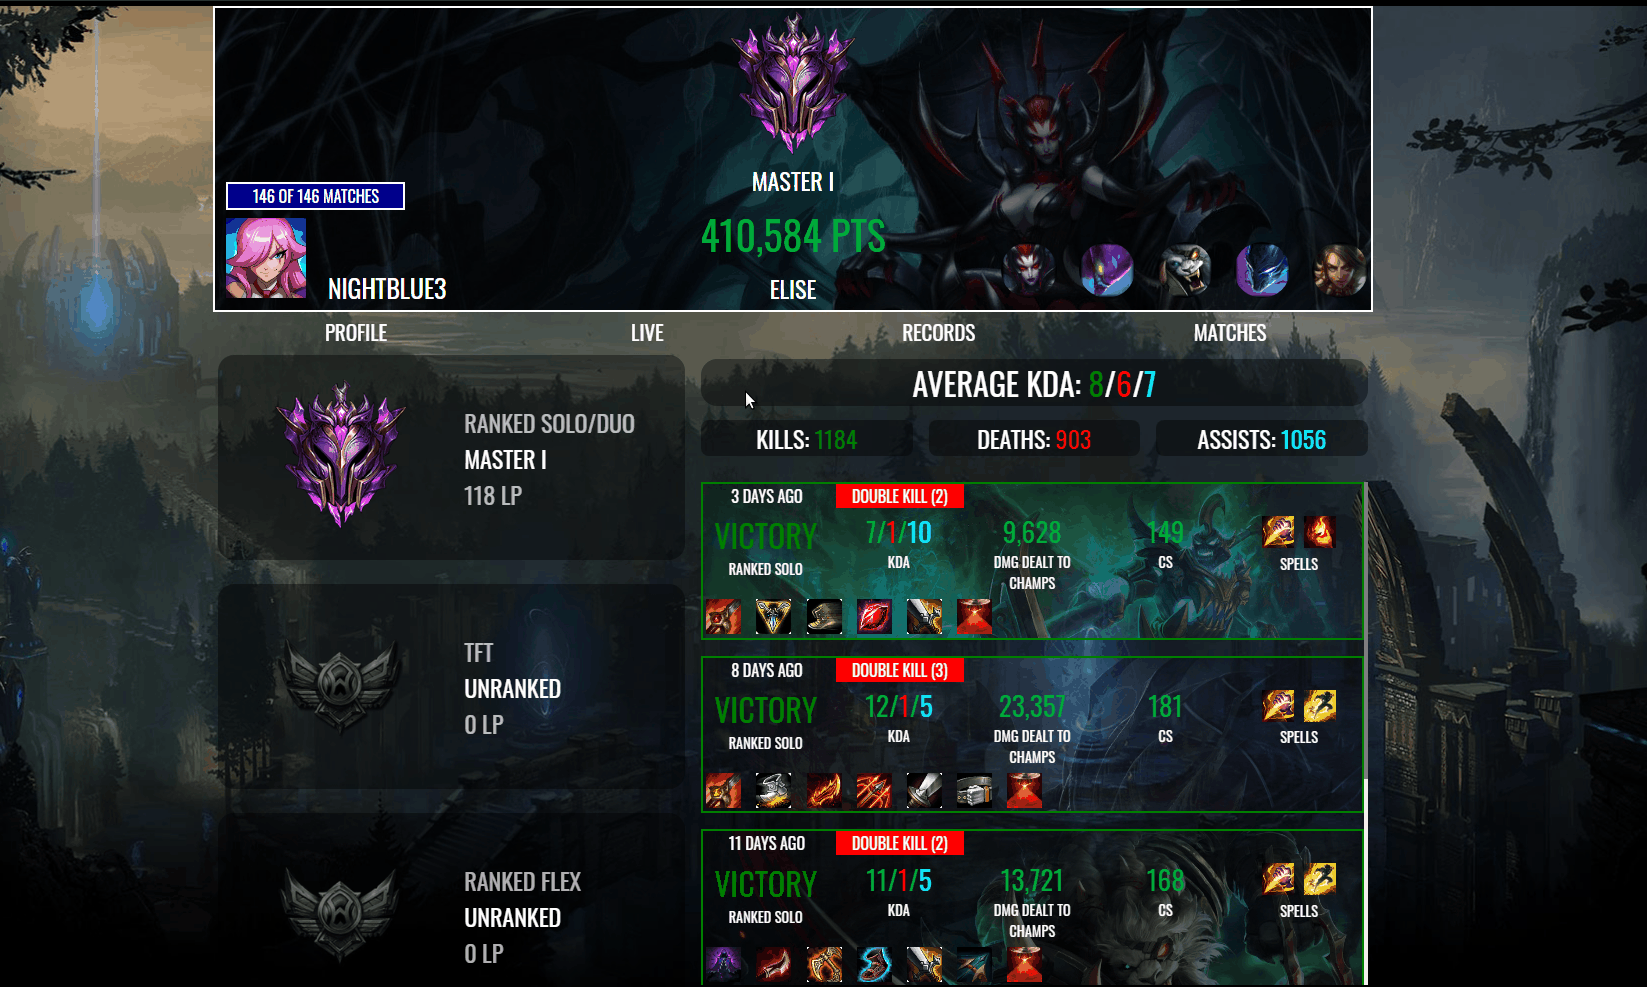 MASTER I
146 OF 146 MATCHES
410,584 PTS
NIGHTBLUE3
ELISE
PROFILE LIVE RECORDS MATCHES
RANKED SOLO/DUO
MASTER I
118 LP
TFT
UNRANKED
0 LP
RANKED FLEX
UNRANKED
0 LP
AVERAGE KDA: 8/6/7
KILLS: 1184 DEATHS: 903 ASSISTS: 1056
3 DAYS AGO DOUBLE KILL (2)
VICTORY 7/1/10 9,628 149
RANKED SOLO KDA DMG DEALT TO CS SPELLS
CHAMPS
8 DAYS AGO DOUBLE KILL (3)
VICTORY 12/1/5 23,357 181
RANKED SOLO KDA DMG DEALT TO CS SPELLS
CHAMPS
11 DAYS AGO DOUBLE KILL (2)
VICTORY 11/1/5 13,721 168
RANKED SOLO KDA DMG DEALT TO CS SPELLS
CHAMPS